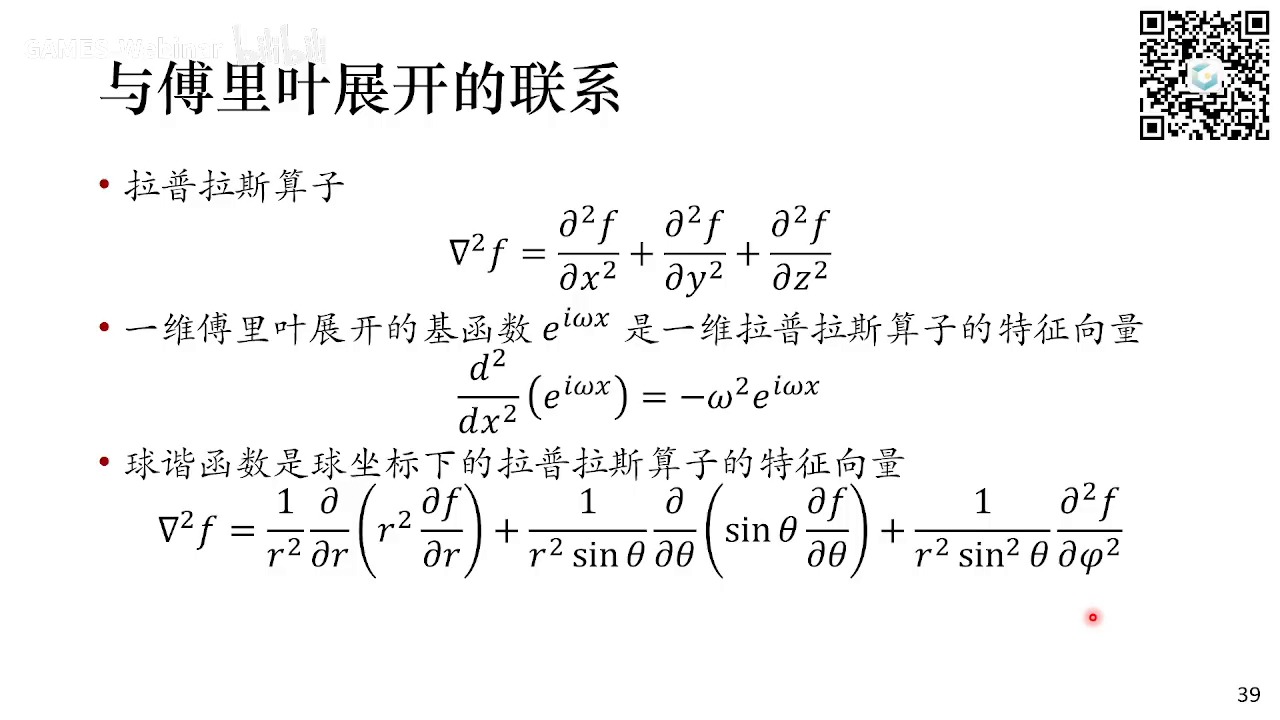 GAMES-Webinar bilibili
与傅里叶展开的联系
• 拉普拉斯算子
∇²f = ∂²f/∂x² + ∂²f/∂y² + ∂²f/∂z²
• 一维傅里叶展开的基函数 e^{iωx} 是一维拉普拉斯算子的特征向量
d²/dx² (e^{iωx}) = −ω²e^{iωx}
• 球谐函数是球坐标下的拉普拉斯算子的特征向量
∇²f = 1/r² ∂/∂r (r² ∂f/∂r) + 1/(r² sin θ) ∂/∂θ (sin θ ∂f/∂θ) + 1/(r² sin² θ) ∂²f/∂φ²
39